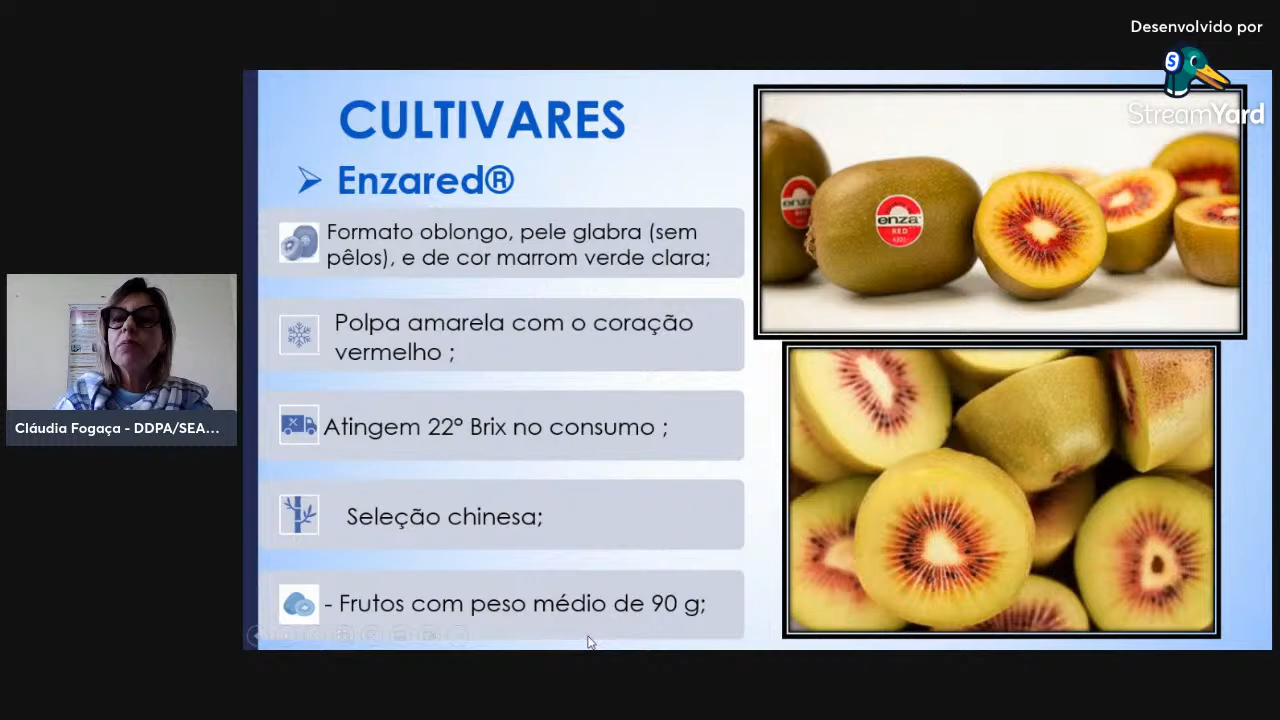 Desenvolvido por
StreamYard
CULTIVARES
➢ Enzared®
Formato oblongo, pele glabra (sem
pêlos), e de cor marrom verde clara;
Polpa amarela com o coração
vermelho ;
Atingem 22° Brix no consumo ;
Seleção chinesa;
- Frutos com peso médio de 90 g;
enza
enza
RED
Cláudia Fogaça - DDPA/SEA...